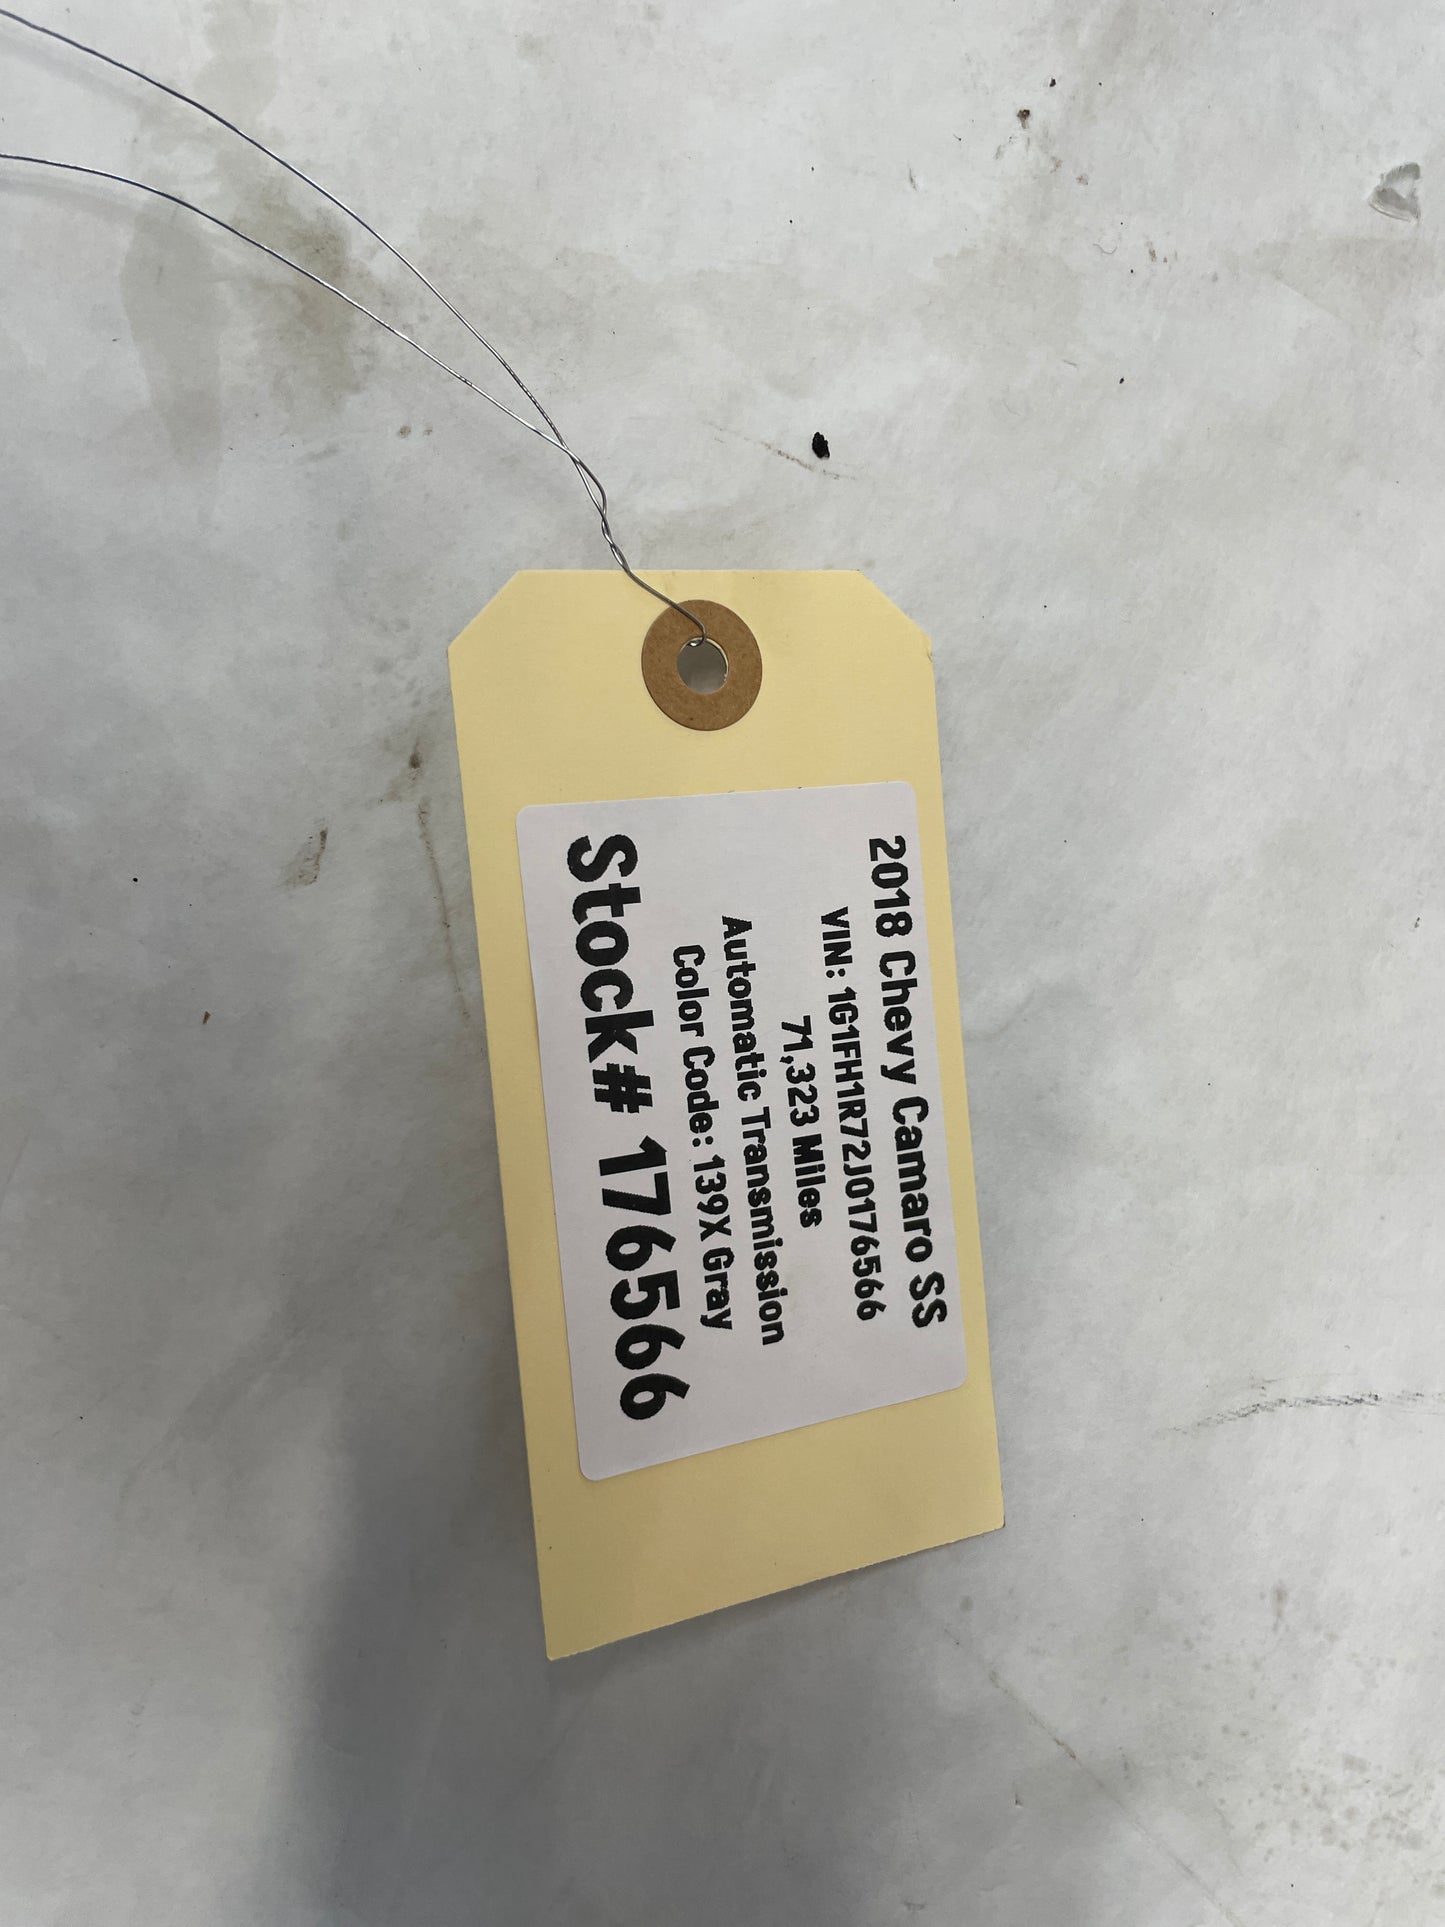 2018 Chevy Camaro SS
VIN: 1G1FH1R72J0176566
71,323 Miles
Automatic Transmission
Color Code: 139X Gray
Stock# 176566